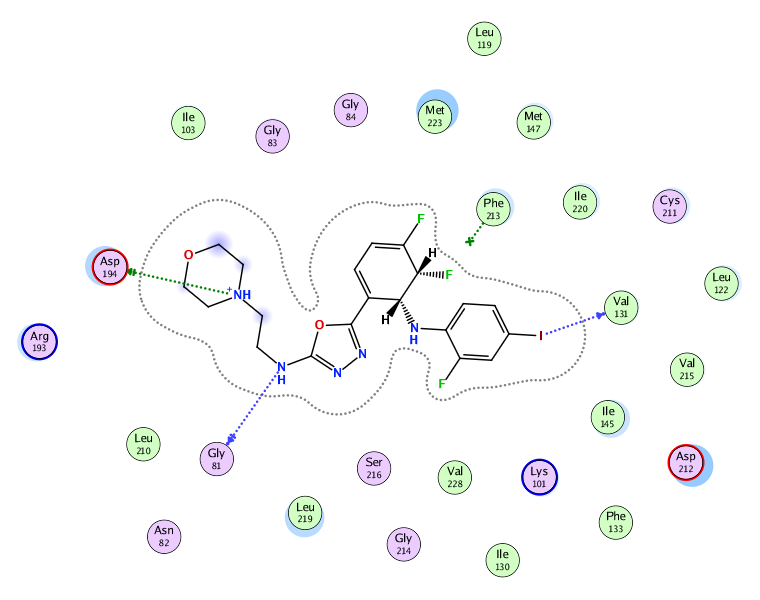 Leu
119
Gly
84
Met
223
Ile
103
Met
147
Gly
83
Ile
220
Cys
211
Phe
213
F
H
O
Asp
194
F
Leu
122
+
NH
Val
131
H
O
N
H
I
Arg
193
N
N
N
H
F
Val
215
Ile
145
Leu
210
Gly
81
Ser
216
Val
228
Lys
101
Asp
212
Leu
219
Phe
133
Asn
82
Gly
214
Ile
130